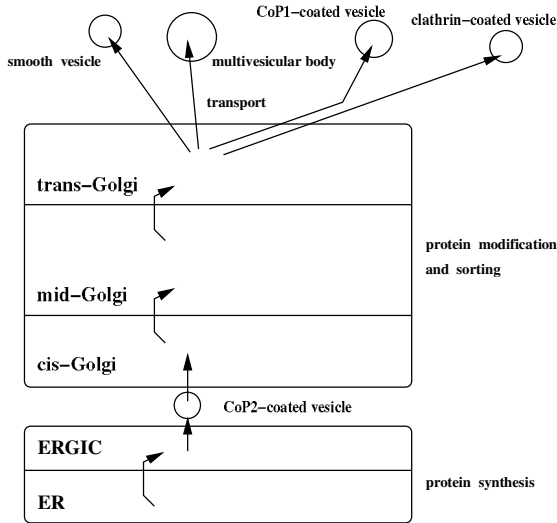 CoP1-coated vesicle
clathrin-coated vesicle
smooth vesicle
multivesicular body
transport
trans-Golgi
protein modification
and sorting
mid-Golgi
cis-Golgi
CoP2-coated vesicle
ERGIC
protein synthesis
ER